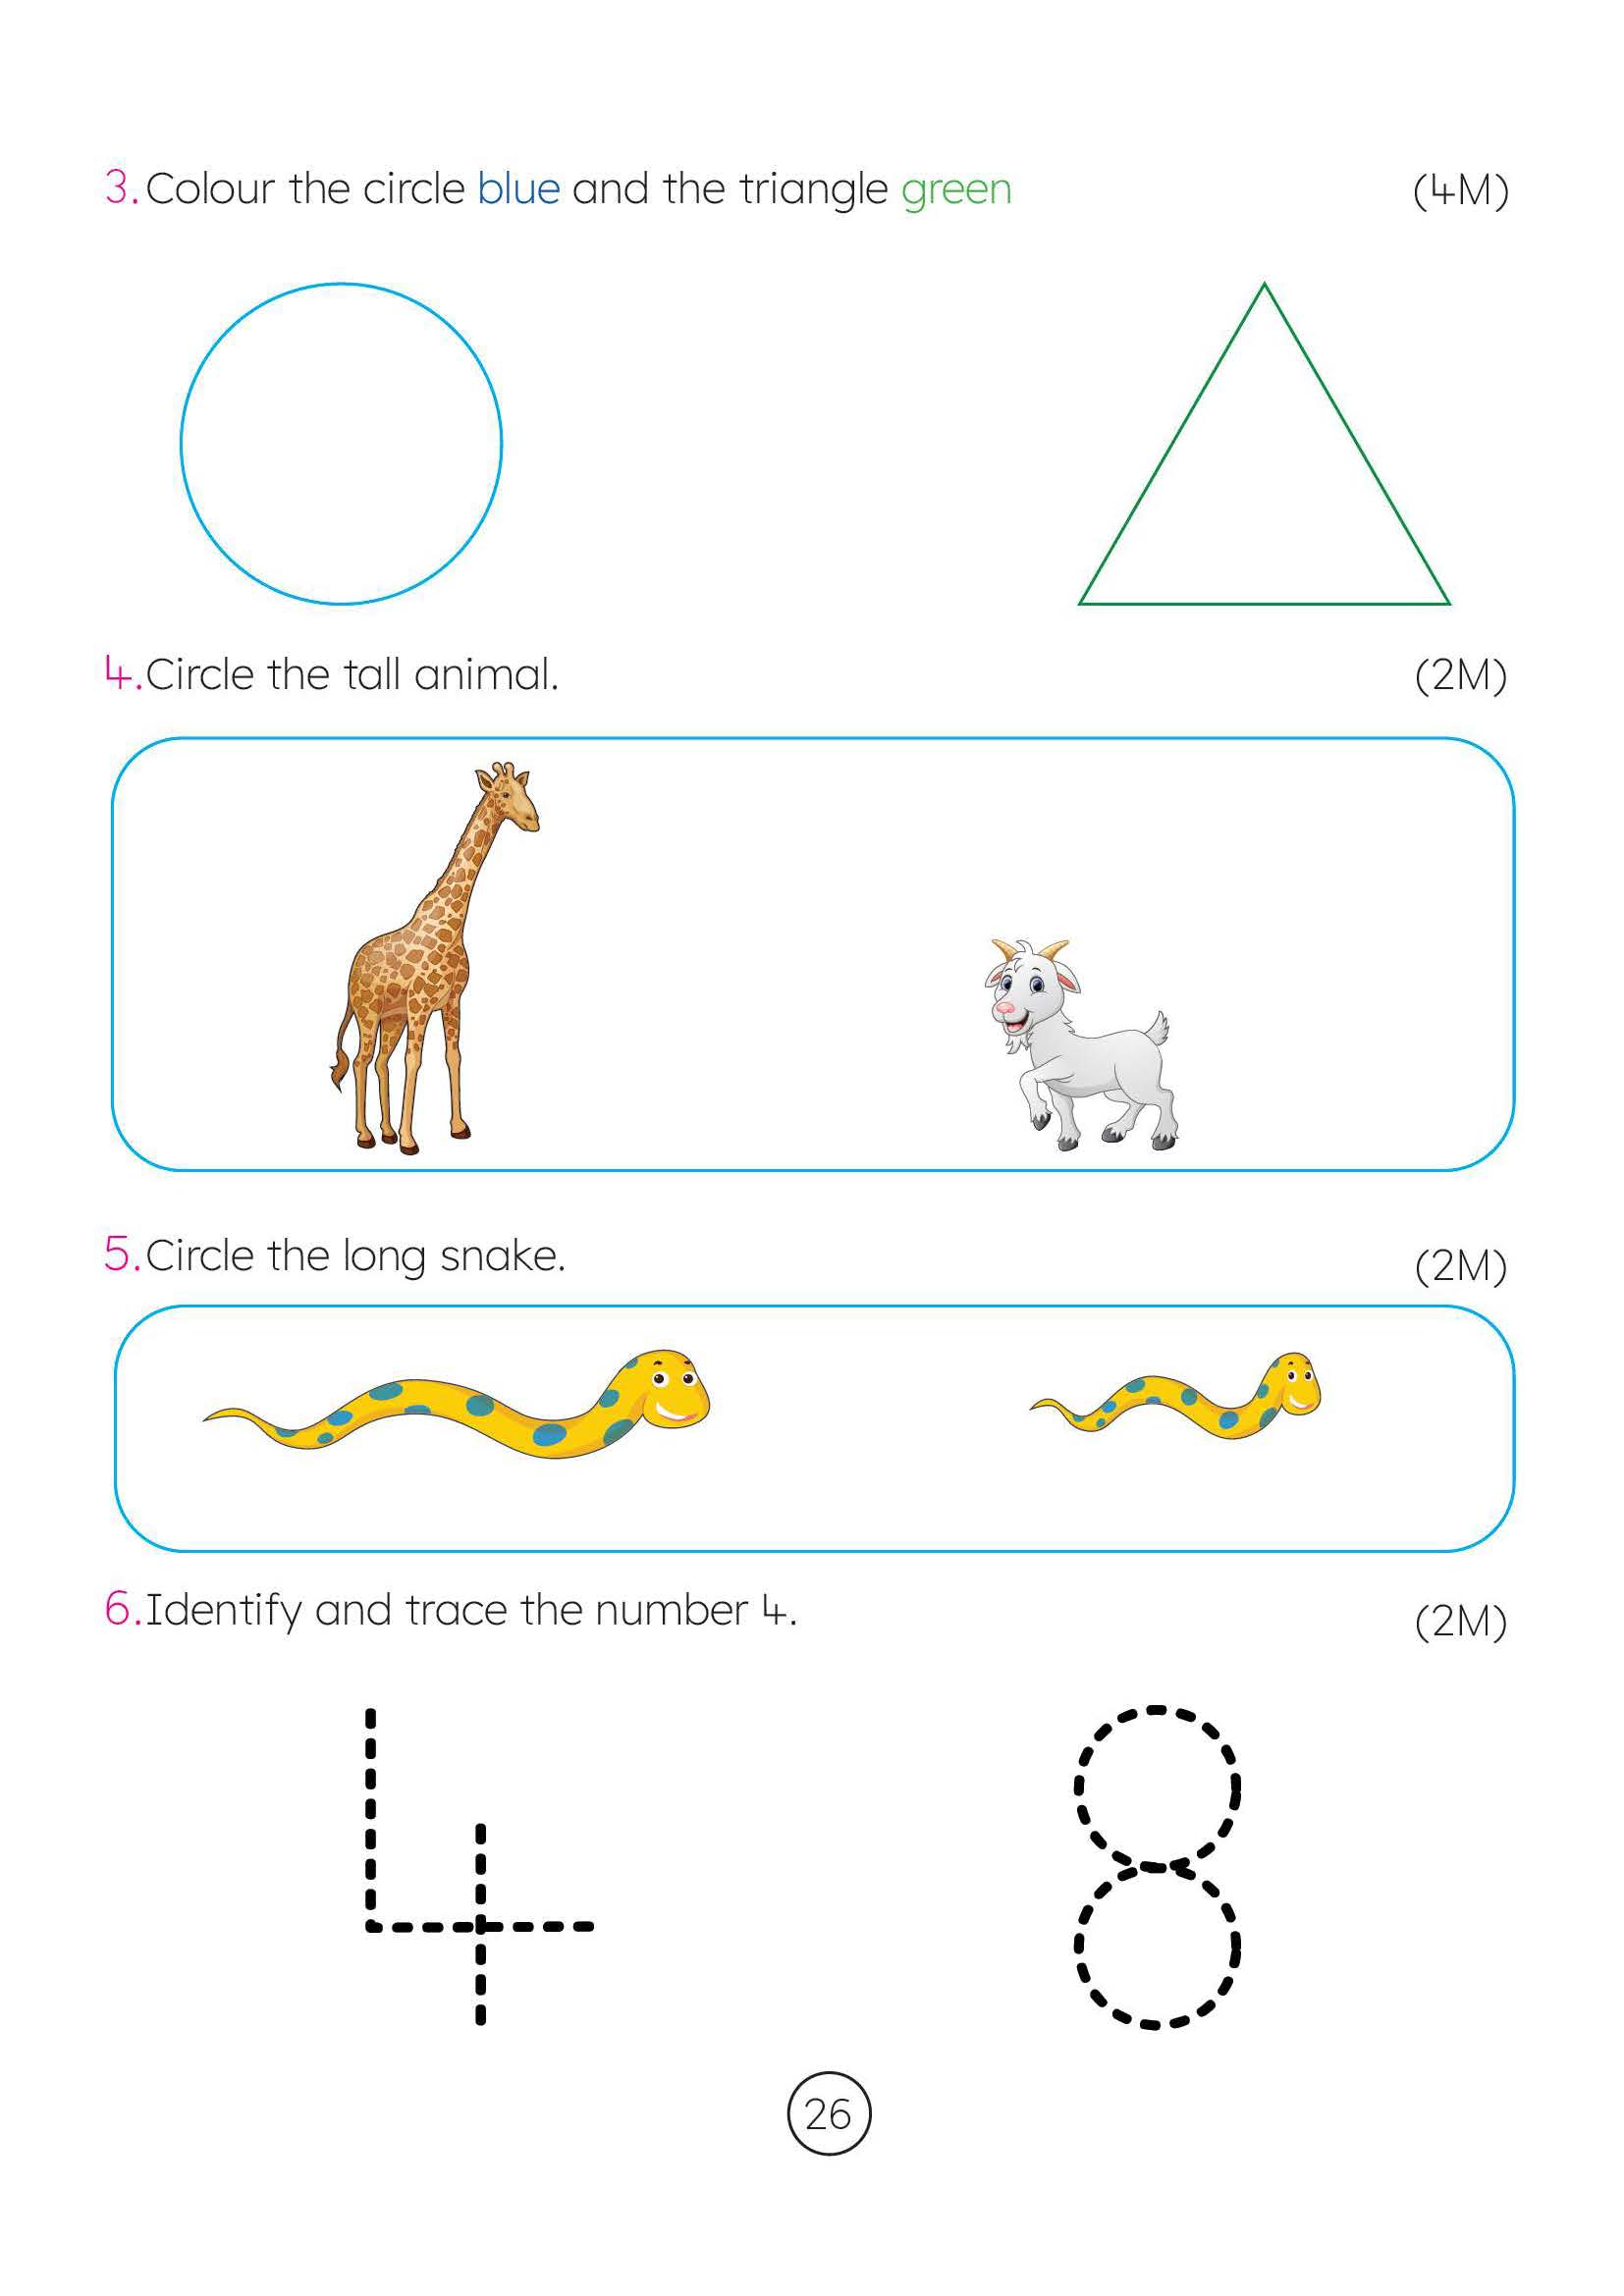 3. Colour the circle blue and the triangle green (4M)
4. Circle the tall animal. (2M)
5. Circle the long snake. (2M)
6. Identify and trace the number 4. (2M)
4 8
26